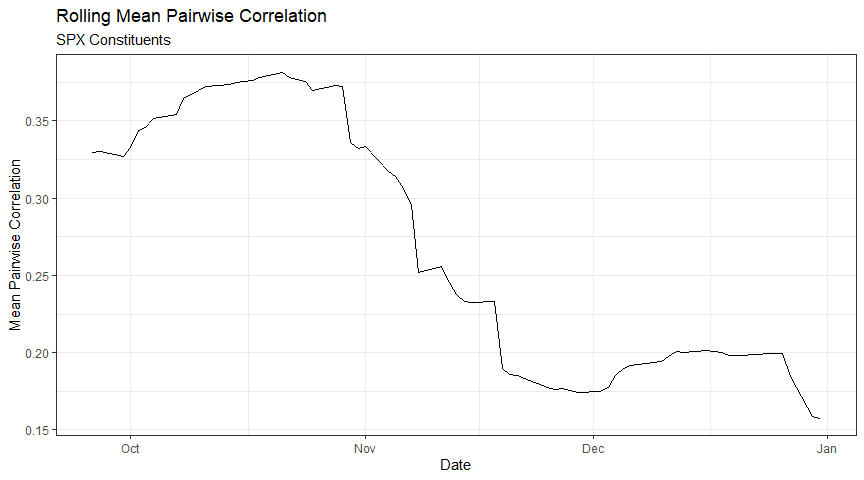 Rolling Mean Pairwise Correlation
SPX Constituents
Mean Pairwise Correlation
0.35
0.30
0.25
0.20
0.15
Oct Nov Dec Jan
Date